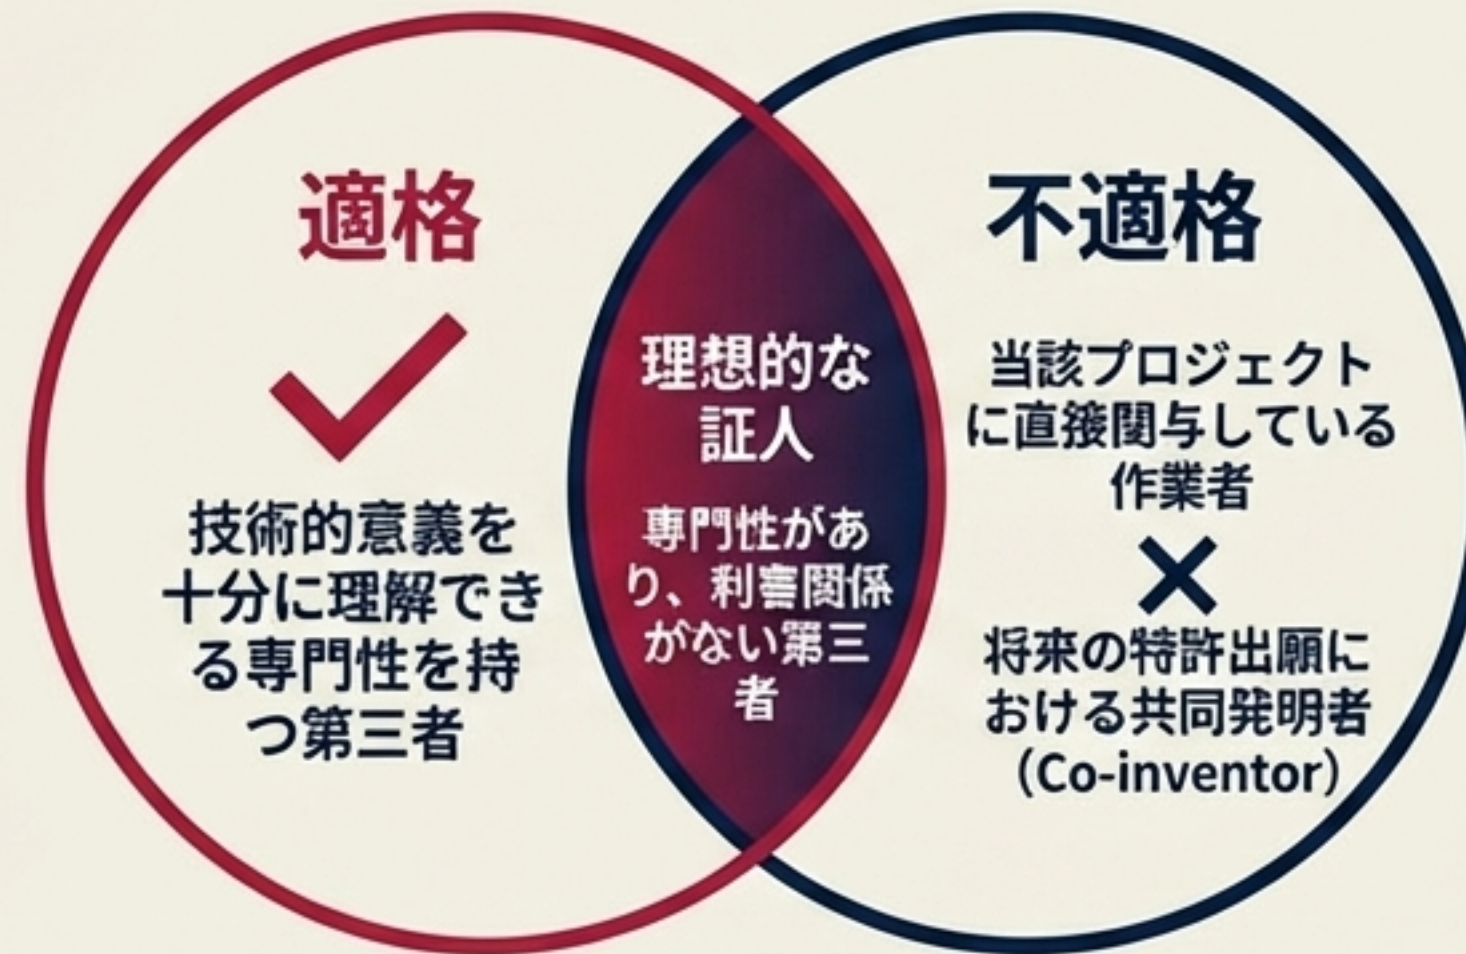 適格
技術的意義を
十分に理解でき
る専門性を持
つ第三者
理想的な
証人
専門性があ
り、利害関係
がない第三
者
不適格
当該プロジェクト
に直接関与している
作業者
将来の特許出願に
おける共同発明者
（Co-inventor）